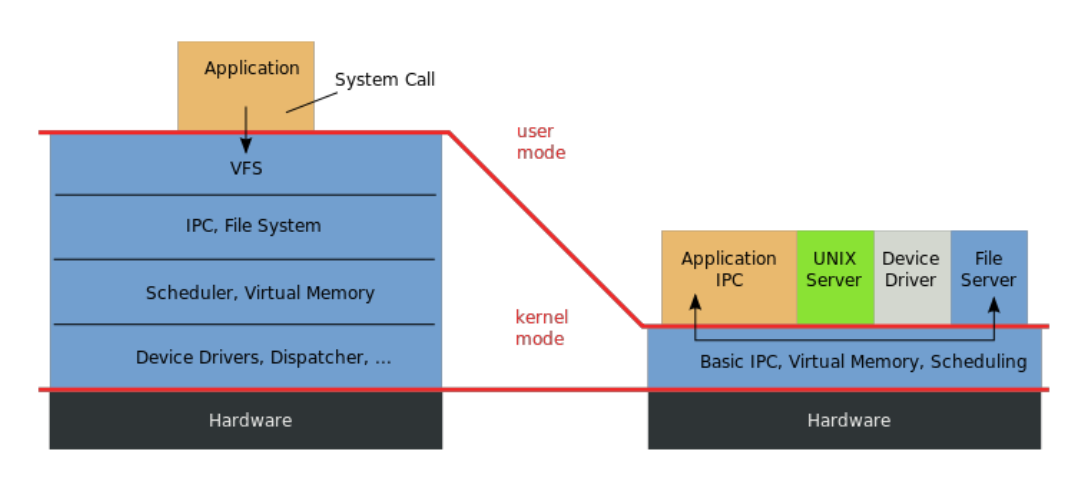 Application
System Call
VFS
IPC, File System
Scheduler, Virtual Memory
Device Drivers, Dispatcher, ...
Hardware
user
mode
kernel
mode
Application
IPC
UNIX
Server
Device
Driver
File
Server
Basic IPC, Virtual Memory, Scheduling
Hardware